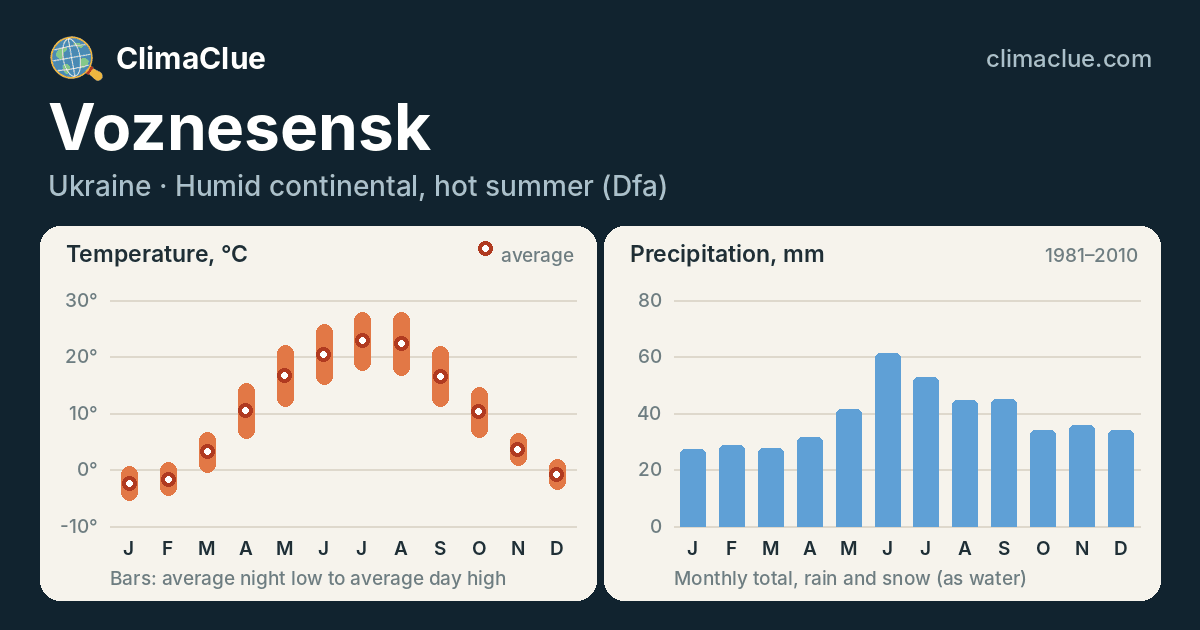 ClimaClue
climaclue.com
Voznesensk
Ukraine · Humid continental, hot summer (Dfa)
Temperature, °C
average
30°
20°
10°
0°
-10°
J F M A M J J A S O N D
Bars: average night low to average day high
Precipitation, mm
1981–2010
80
60
40
20
0
J F M A M J J A S O N D
Monthly total, rain and snow (as water)